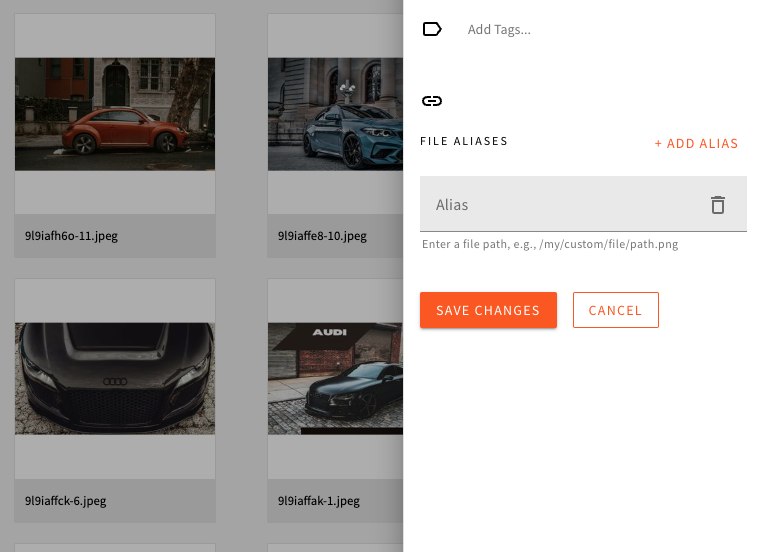 9l9iafh6o-11.jpeg
9l9iaffe8-10.jpeg
AUDI
9l9iaffck-6.jpeg
9l9iaffak-1.jpeg
Add Tags...
FILE ALIASES
+ ADD ALIAS
Alias
Enter a file path, e.g., /my/custom/file/path.png
SAVE CHANGES
CANCEL